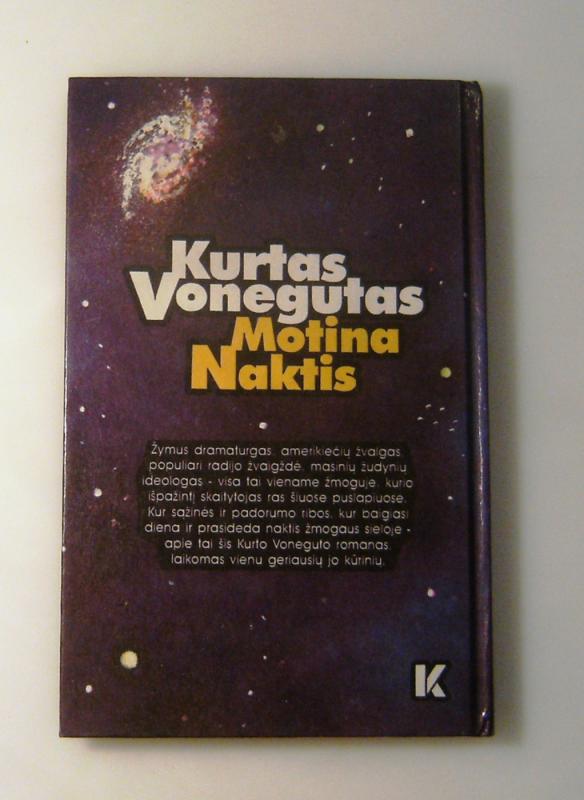 Kurtas
Vonegutas
Motina
Naktis
Žymus dramaturgas, amerikiečių žvalgas,
populiari radijo žvaigždė, masinių žudynių
ideologas - visa tai viename žmoguje, kurio
išpažintį skaitytojas ras šiuose puslapiuose.
Kur sąžinės ir padorumo ribos, kur baigiasi
diena ir prasideda naktis žmogaus sieloje -
apie tai šis Kurto Voneguto romanas,
laikomas vienu geriausių jo kūrinių.
K